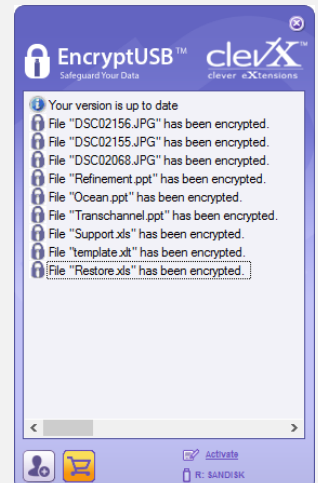 EncryptUSB™
Safeguard Your Data
clevX™
clever eXtensions
Your version is up to date
File "DSC02156.JPG" has been encrypted.
File "DSC02155.JPG" has been encrypted.
File "DSC02068.JPG" has been encrypted.
File "Refinement.ppt" has been encrypted.
File "Ocean.ppt" has been encrypted.
File "Transchannel.ppt" has been encrypted.
File "Support.xls" has been encrypted.
File "template.xlt" has been encrypted.
File "Restore.xls" has been encrypted.
Activate
R: SANDISK